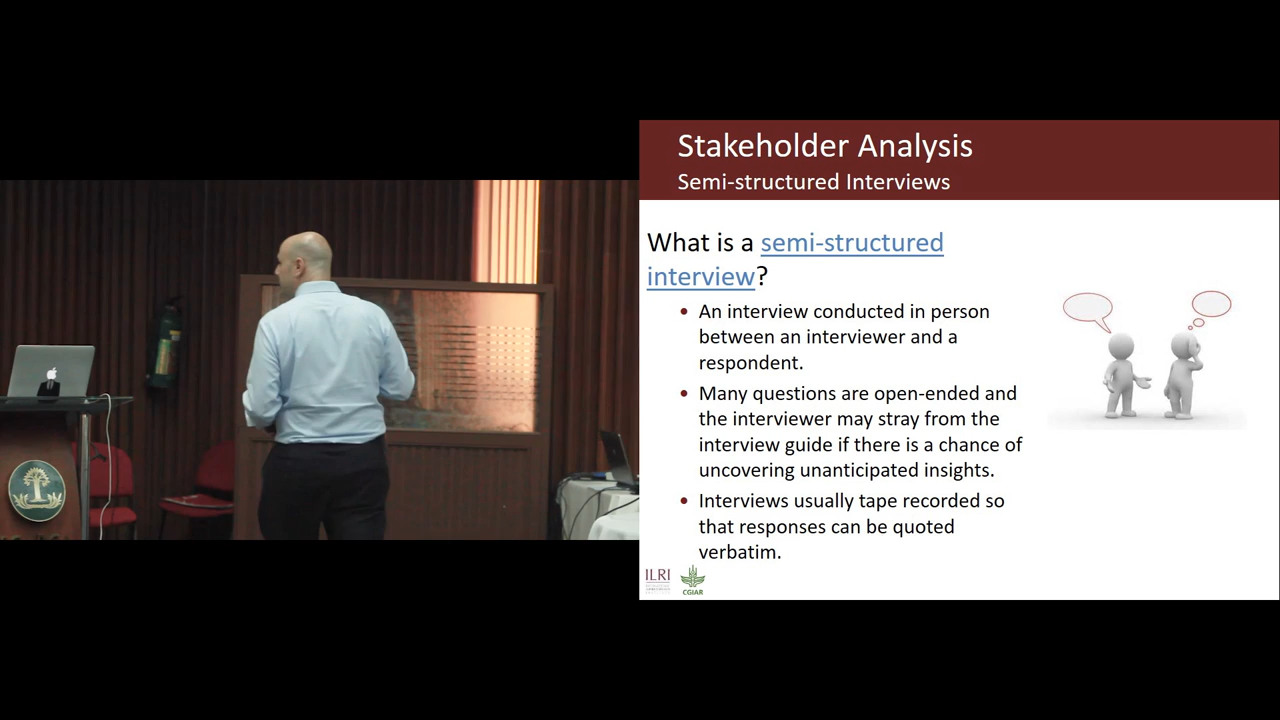 Stakeholder Analysis
Semi-structured Interviews
What is a semi-structured
interview?
• An interview conducted in person
between an interviewer and a
respondent.
• Many questions are open-ended and
the interviewer may stray from the
interview guide if there is a chance of
uncovering unanticipated insights.
• Interviews usually tape recorded so
that responses can be quoted
verbatim.
ILRI
CGIAR